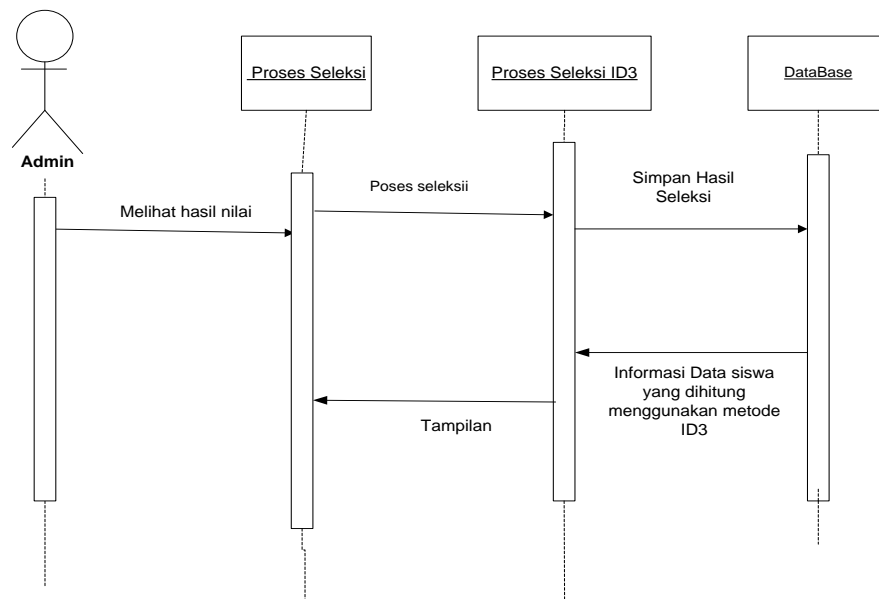 Proses Seleksi
Proses Seleksi ID3
DataBase
Admin
Melihat hasil nilai
Poses seleksii
Simpan Hasil
Seleksi
Informasi Data siswa
yang dihitung
menggunakan metode
ID3
Tampilan